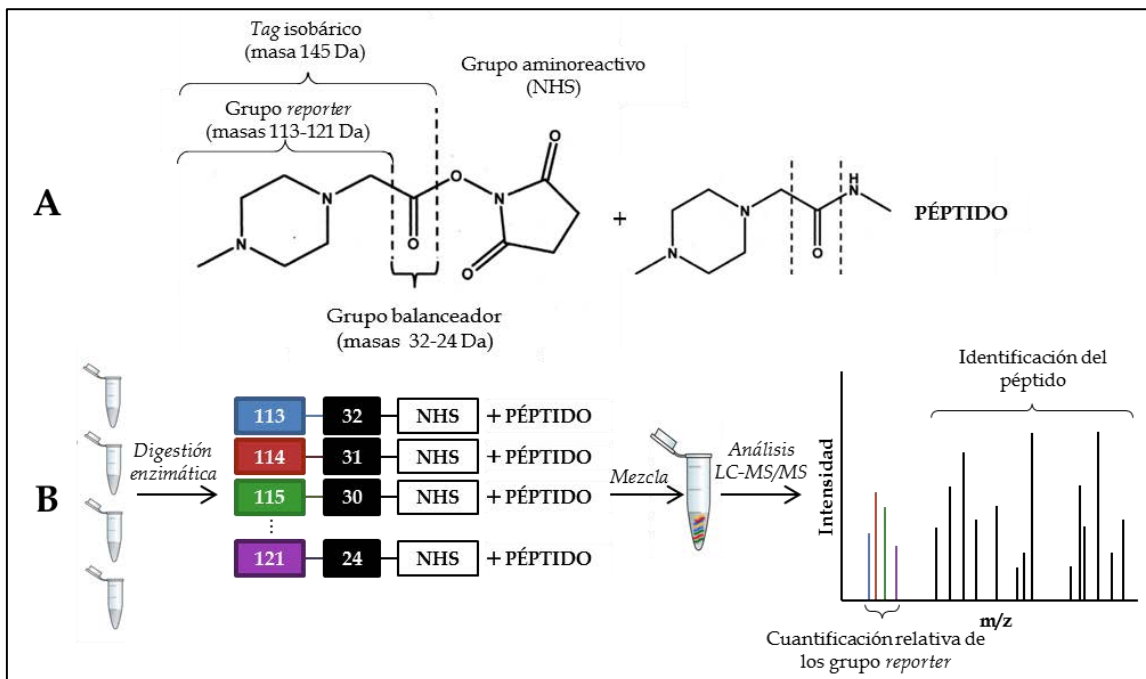 Tag isobárico
(masa 145 Da)
Grupo aminoreactivo
(NHS)
Grupo reporter
(masas 113-121 Da)
A
N
N
O
O
N
O
O
+
N
N
O
H
N
PÉPTIDO
Grupo balanceador
(masas 32-24 Da)
B
Digestión
enzimática
113 32 NHS + PÉPTIDO
114 31 NHS + PÉPTIDO
115 30 NHS + PÉPTIDO
⋮
121 24 NHS + PÉPTIDO
Mezcla
Análisis
LC-MS/MS
Identificación del
péptido
Intensidad
m/z
Cuantificación relativa de
los grupo reporter